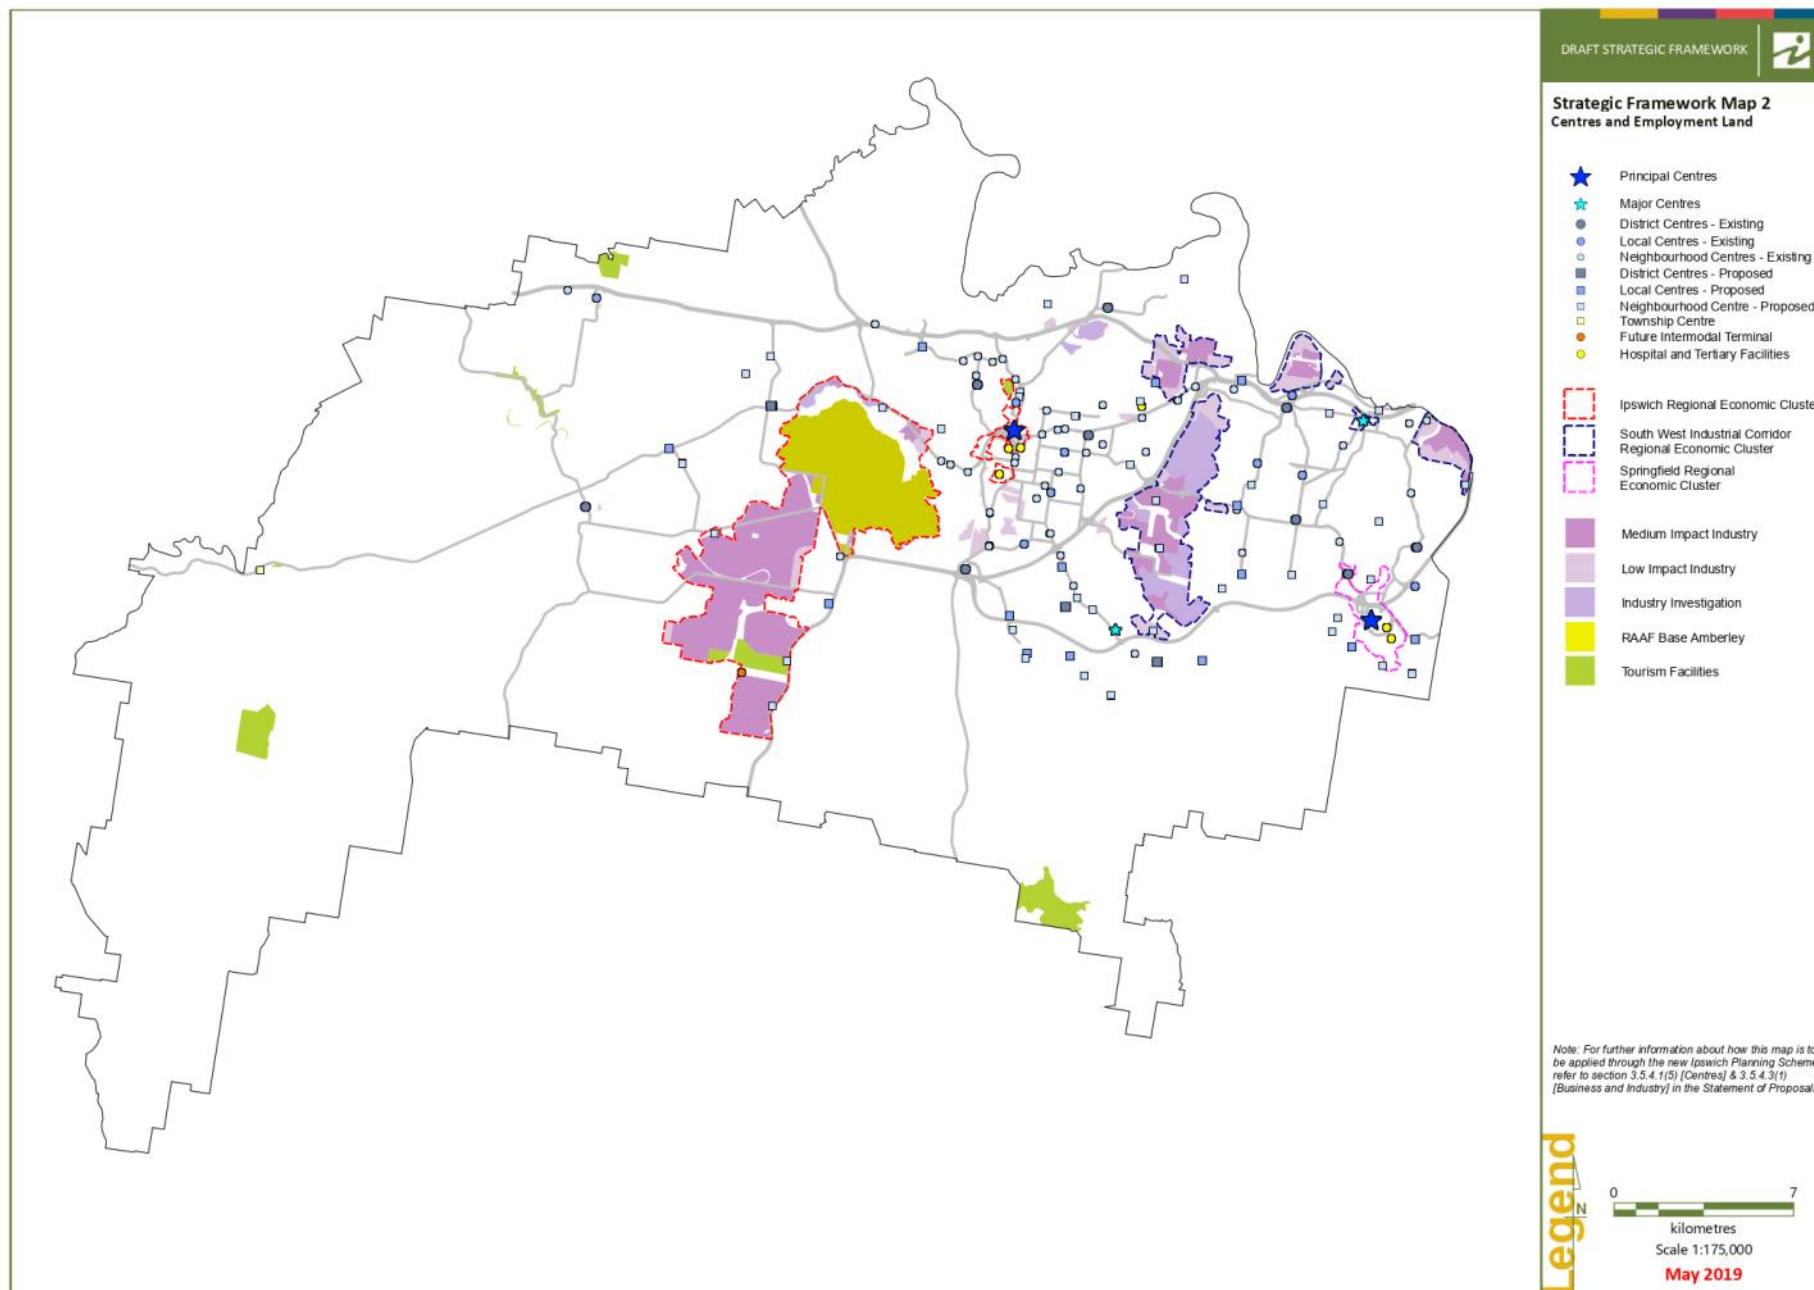 DRAFT STRATEGIC FRAMEWORK
Strategic Framework Map 2
Centres and Employment Land
Principal Centres
Major Centres
District Centres - Existing
Local Centres - Existing
Neighbourhood Centres - Existing
District Centres - Proposed
Local Centres - Proposed
Neighbourhood Centre - Proposed
Township Centre
Future Intermodal Terminal
Hospital and Tertiary Facilities
Ipswich Regional Economic Cluste
South West Industrial Corridor
Regional Economic Cluster
Springfield Regional
Economic Cluster
Medium Impact Industry
Low Impact Industry
Industry Investigation
RAAF Base Amberley
Tourism Facilities
Note: For further information about how this map is to
be applied through the new Ipswich Planning Scheme
refer to section 3.5.4.1(5) [Centres] & 3.5.4.3(1)
[Business and Industry] in the Statement of Proposal
Legend
N
0 7
kilometres
Scale 1:175,000
May 2019